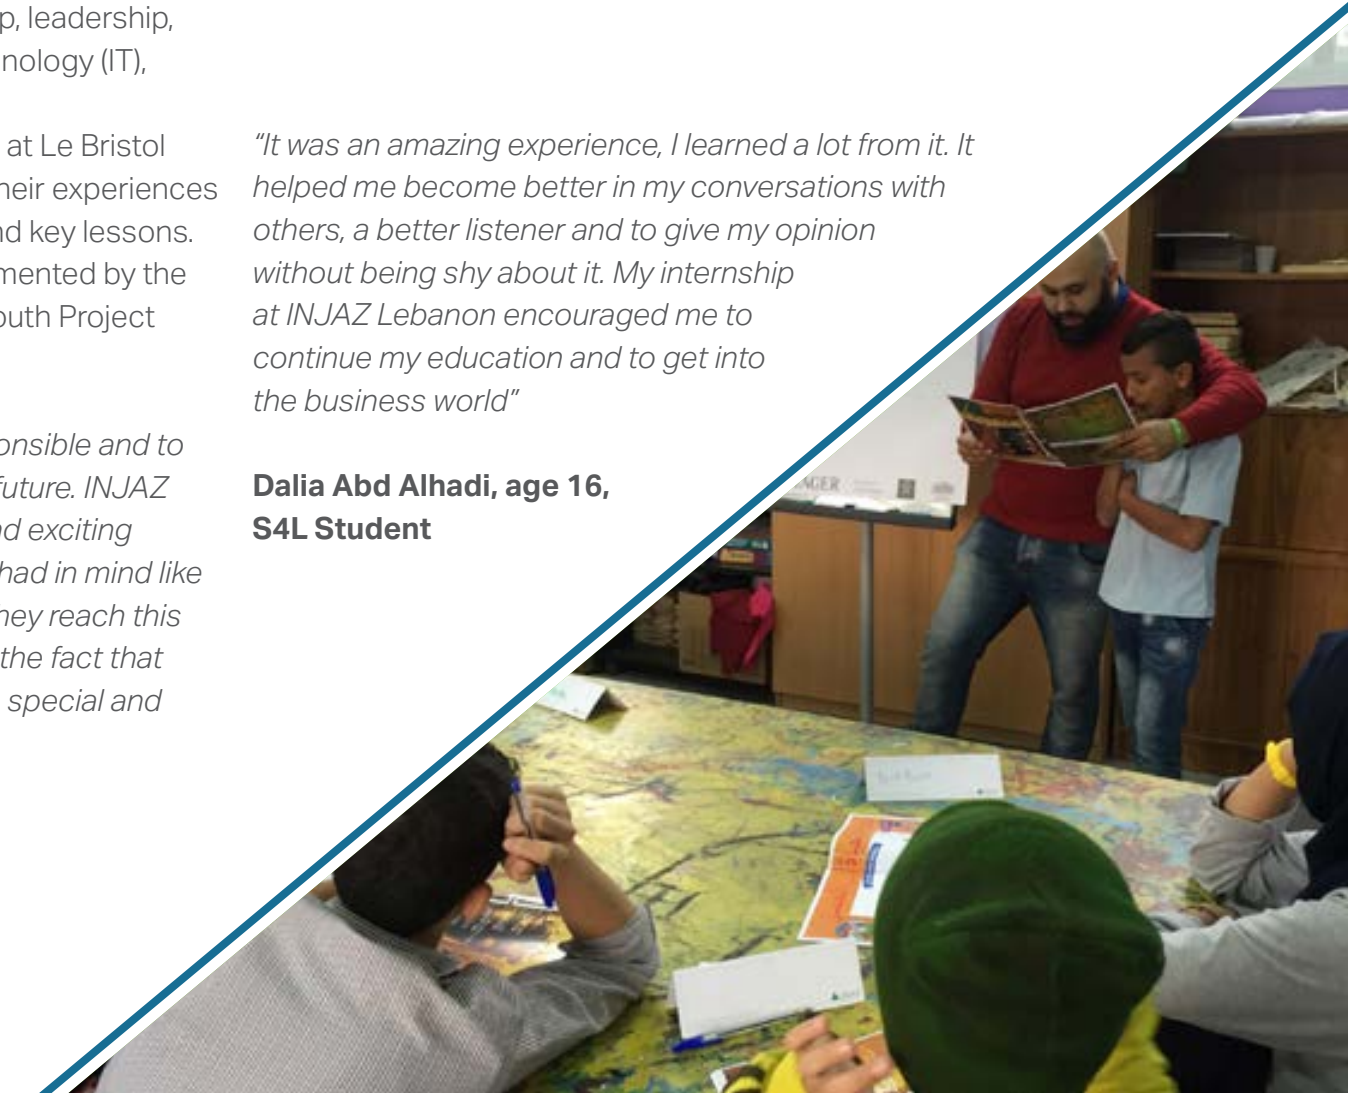 p, leadership,
nology (IT),
at Le Bristol
heir experiences
nd key lessons.
mented by the
outh Project
onsible and to
future. INJAZ
nd exciting
had in mind like
hey reach this
the fact that
special and
“It was an amazing experience, I learned a lot from it. It
helped me become better in my conversations with
others, a better listener and to give my opinion
without being shy about it. My internship
at INJAZ Lebanon encouraged me to
continue my education and to get into
the business world”
Dalia Abd Alhadi, age 16,
S4L Student